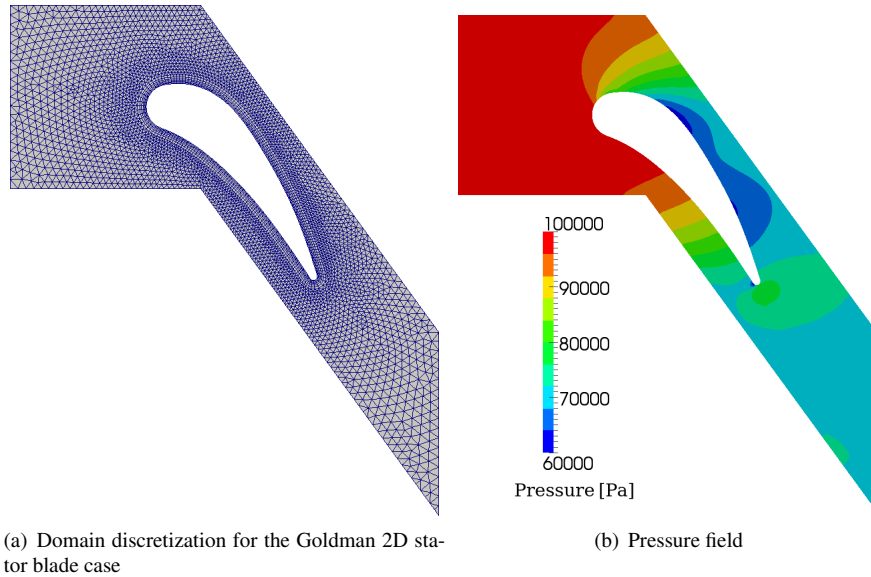 100000
90000
80000
70000
60000
Pressure [Pa]
(a) Domain discretization for the Goldman 2D sta-
tor blade case
(b) Pressure field